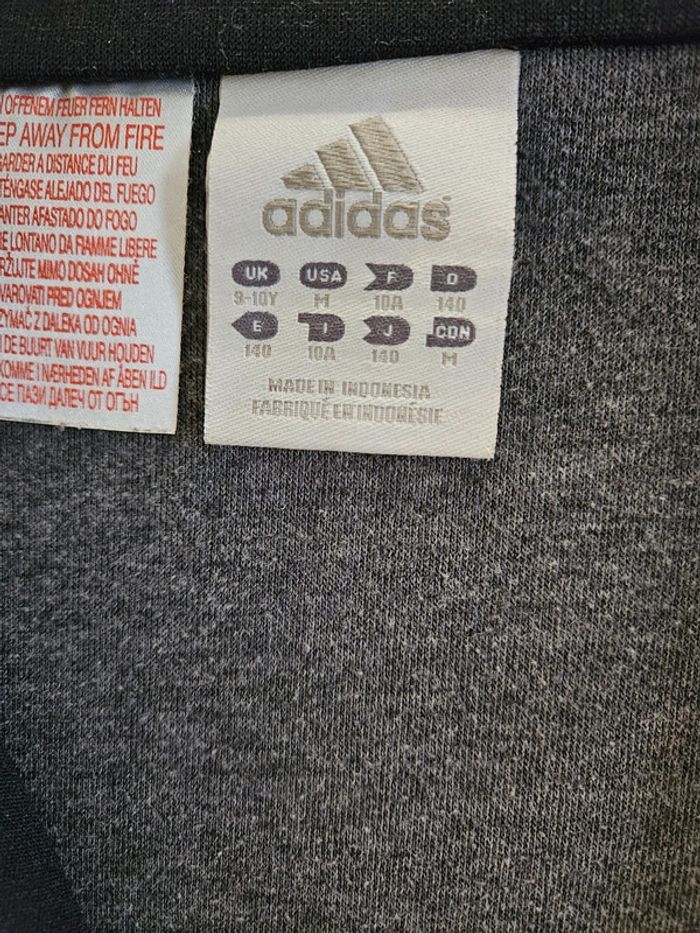 OFFENEM FEUER FERN HALTEN
EP AWAY FROM FIRE
GARDER A DISTANCE DU FEU
TÉNGASE ALEJADO DEL FUEGO
ANTER AFASTADO DO FOGO
RE LONTANO DA FIAMME LIBERE
RŽUJTE MIMO DOSAH OHNĚ
VAROVATI PRED OGNJEM
ZYMAĆ Z DALEKA OD OGNIA
DE BUURT VAN VUUR HOUDEN
KOMME I NÆRHEDEN AF ÅBEN ILD
СЕ ПАЗИ ДАЛЕЧ ОТ ОГЪН
adidas
UK USA F D
9-10Y M 10A 140
E I J CDN
140 10A 140 M
MADE IN INDONESIA
FABRIQUÉ EN INDONÉSIE